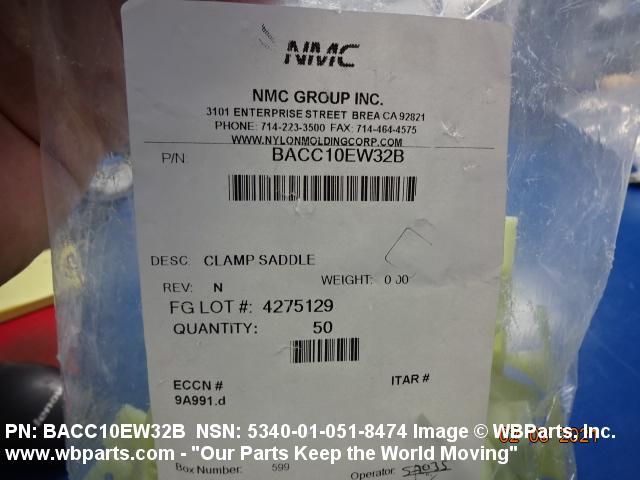 NMC
NMC GROUP INC.
3101 ENTERPRISE STREET BREA CA 92821
PHONE: 714-223-3500 FAX: 714-464-4575
WWW.NYLONMOLDINGCORP.COM
P/N: BACC10EW32B
DESC: CLAMP SADDLE
REV: N WEIGHT: 0.00
FG LOT #: 4275129
QUANTITY: 50
ECCN # ITAR #
9A991.d
PN: BACC10EW32B NSN: 5340-01-051-8474 Image © WBParts, Inc.
www.wbparts.com - "Our Parts Keep the World Moving"
Box Number: 599 Operator: